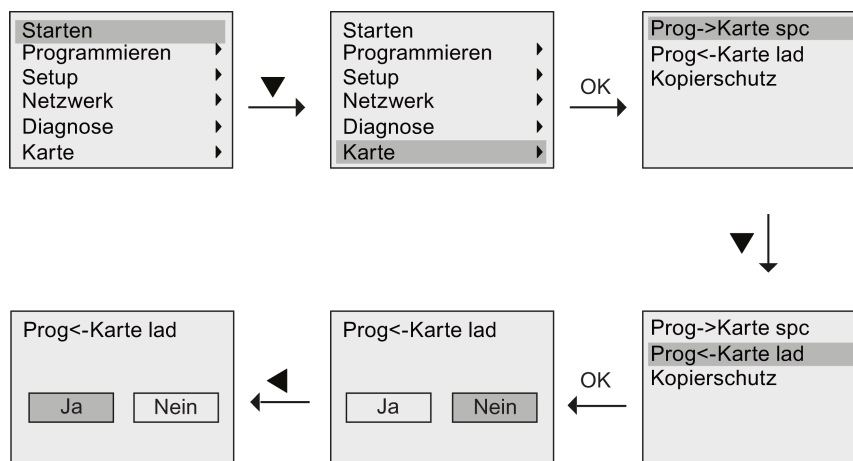 Starten
Programmieren
Setup
Netzwerk
Diagnose
Karte
Starten
Programmieren
Setup
Netzwerk
Diagnose
Karte
OK
Prog->Karte spc
Prog<-Karte lad
Kopierschutz
Prog->Karte spc
Prog<-Karte lad
Kopierschutz
OK
Prog<-Karte lad
Ja Nein
Prog<-Karte lad
Ja Nein